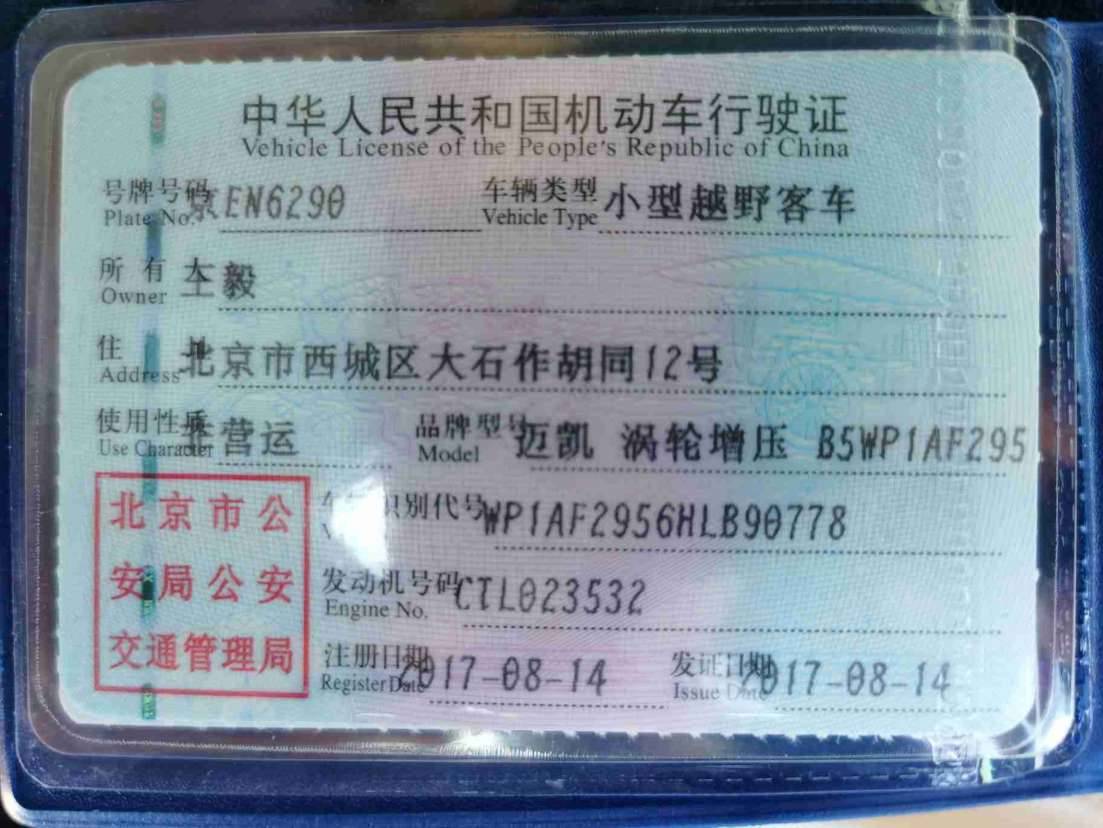 中华人民共和国机动车行驶证
Vehicle License of the People's Republic of China
号牌号码 京EN6290 车辆类型 小型越野客车
Plate No. Vehicle Type
所有人 王毅
Owner
住址 北京市西城区大石作胡同12号
Address
使用性质 非营运 品牌型号 迈凯 涡轮增压 B5WP1AF295
Use Character Model
北京市公
安局公安
交通管理局
识别代号 WP1AF2956HLB90778
发动机号码 CTL023532
Engine No.
注册日期 2017-08-14 发证日期 2017-08-14
Register Date Issue Date